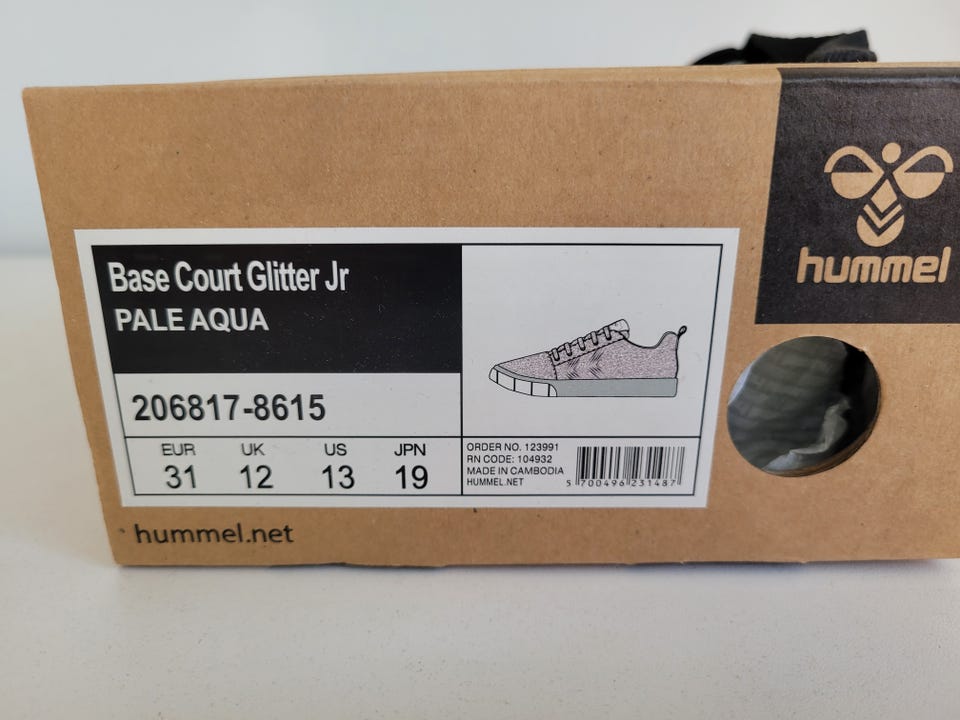 hummel
Base Court Glitter Jr
PALE AQUA
206817-8615
EUR UK US JPN
31 12 13 19
ORDER NO. 123991
RN CODE: 104932
MADE IN CAMBODIA
HUMMEL.NET
5 700496 231487
hummel.net